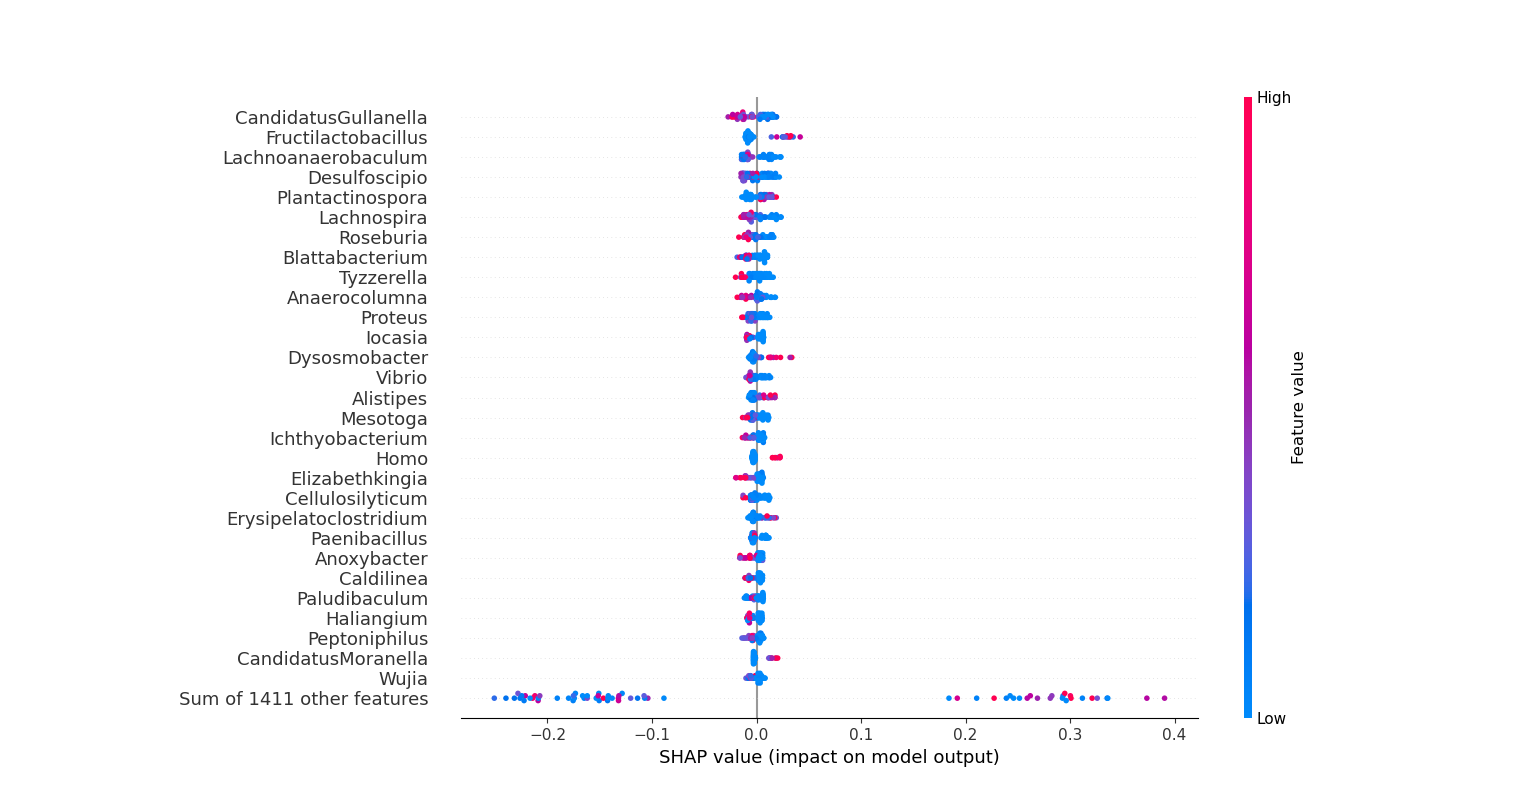 High
CandidatusGullanella
Fructilactobacillus
Lachnoanaerobaculum
Desulfoscipio
Plantactinospora
Lachnospira
Roseburia
Blattabacterium
Tyzzerella
Anaerocolumna
Proteus
Iocasia
Dysosmobacter
Vibrio
Alistipes
Mesotoga
Ichthyobacterium
Homo
Elizabethkingia
Cellulosilyticum
Erysipelatoclostridium
Paenibacillus
Anoxybacter
Caldilinea
Paludibaculum
Haliangium
Peptoniphilus
CandidatusMoranella
Wujia
Sum of 1411 other features
Feature value
Low
−0.2 −0.1 0.0 0.1 0.2 0.3 0.4
SHAP value (impact on model output)